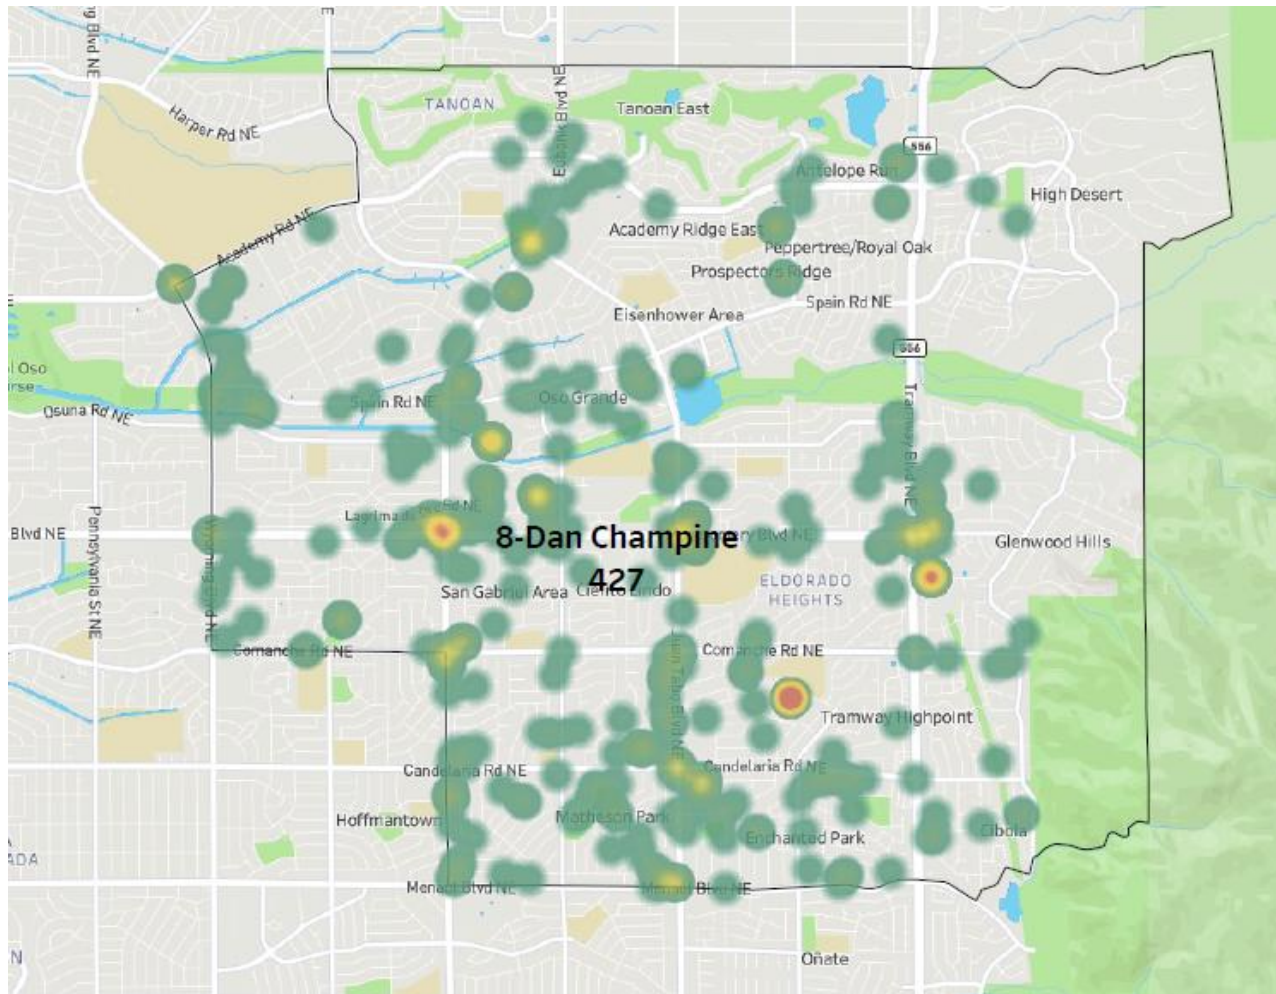 Harper Rd NE
TANOAN
Tanoan East
556
Antelope Run
High Desert
Academy Rd NE
Academy Ridge East
Peppertree/Royal Oak
Prospectors Ridge
Spain Rd NE
Eisenhower Area
556
Oso
Spain Rd NE
Oso Grande
Osuna Rd NE
Tramway Blvd NE
Pennsylvania St NE
Blvd NE
8-Dan Champine
427
Glenwood Hills
San Gabriel Area
ELDORADO
HEIGHTS
Comanche Rd NE
Comanche Rd NE
Tramway Highpoint
Candelaria Rd NE
Candelaria Rd NE
Hoffmantown
Matheson Park
Enchanted Park
Cibola
ADA
Menaul Blvd NE
Menaul Blvd NE
Oñate
N